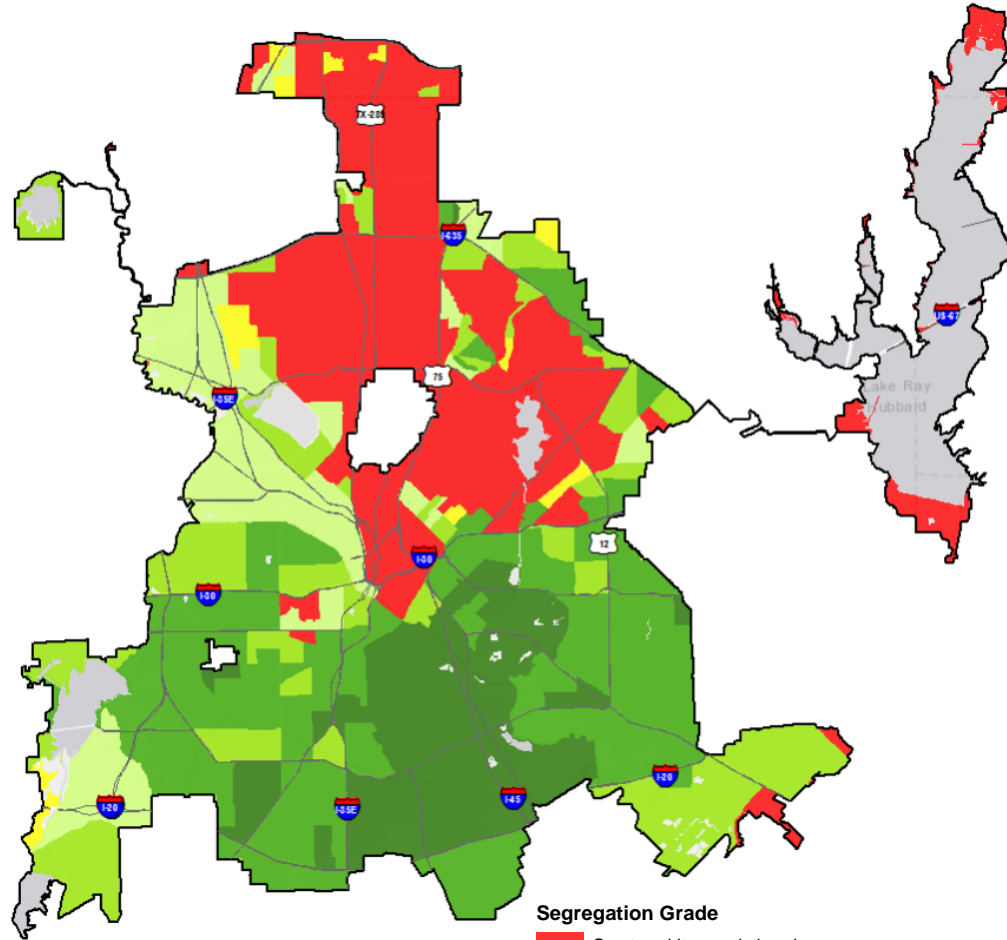 TX-289
I-635
US-67
75
I-35E
Lake Ray
Hubbard
12
I-30
I-30
I-20
I-20
I-35E
I-45
Segregation Grade